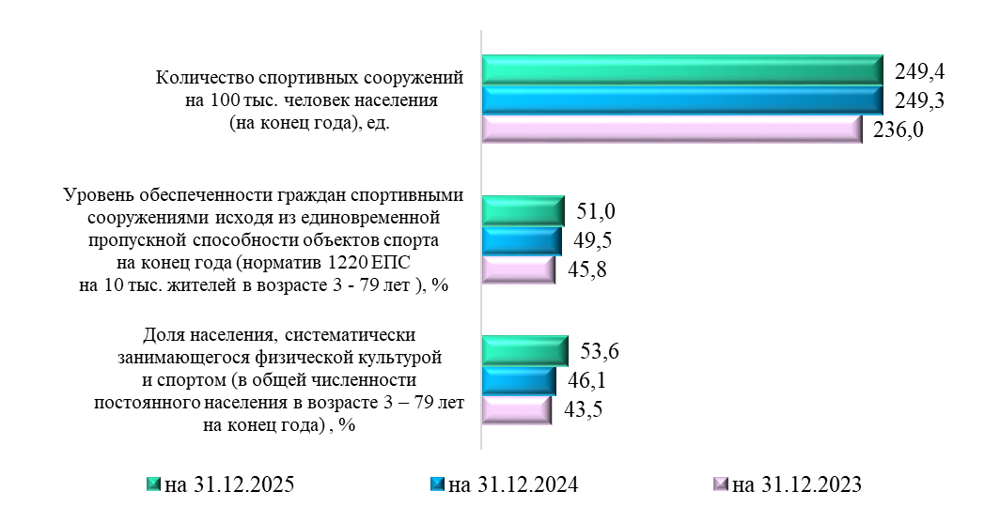 Количество спортивных сооружений
на 100 тыс. человек населения
(на конец года), ед.
249,4
249,3
236,0
Уровень обеспеченности граждан спортивными
сооружениями исходя из единовременной
пропускной способности объектов спорта
на конец года (норматив 1220 ЕПС
на 10 тыс. жителей в возрасте 3 - 79 лет ), %
51,0
49,5
45,8
Доля населения, систематически
занимающегося физической культурой
и спортом (в общей численности
постоянного населения в возрасте 3 – 79 лет
на конец года) , %
53,6
46,1
43,5
на 31.12.2025 на 31.12.2024 на 31.12.2023